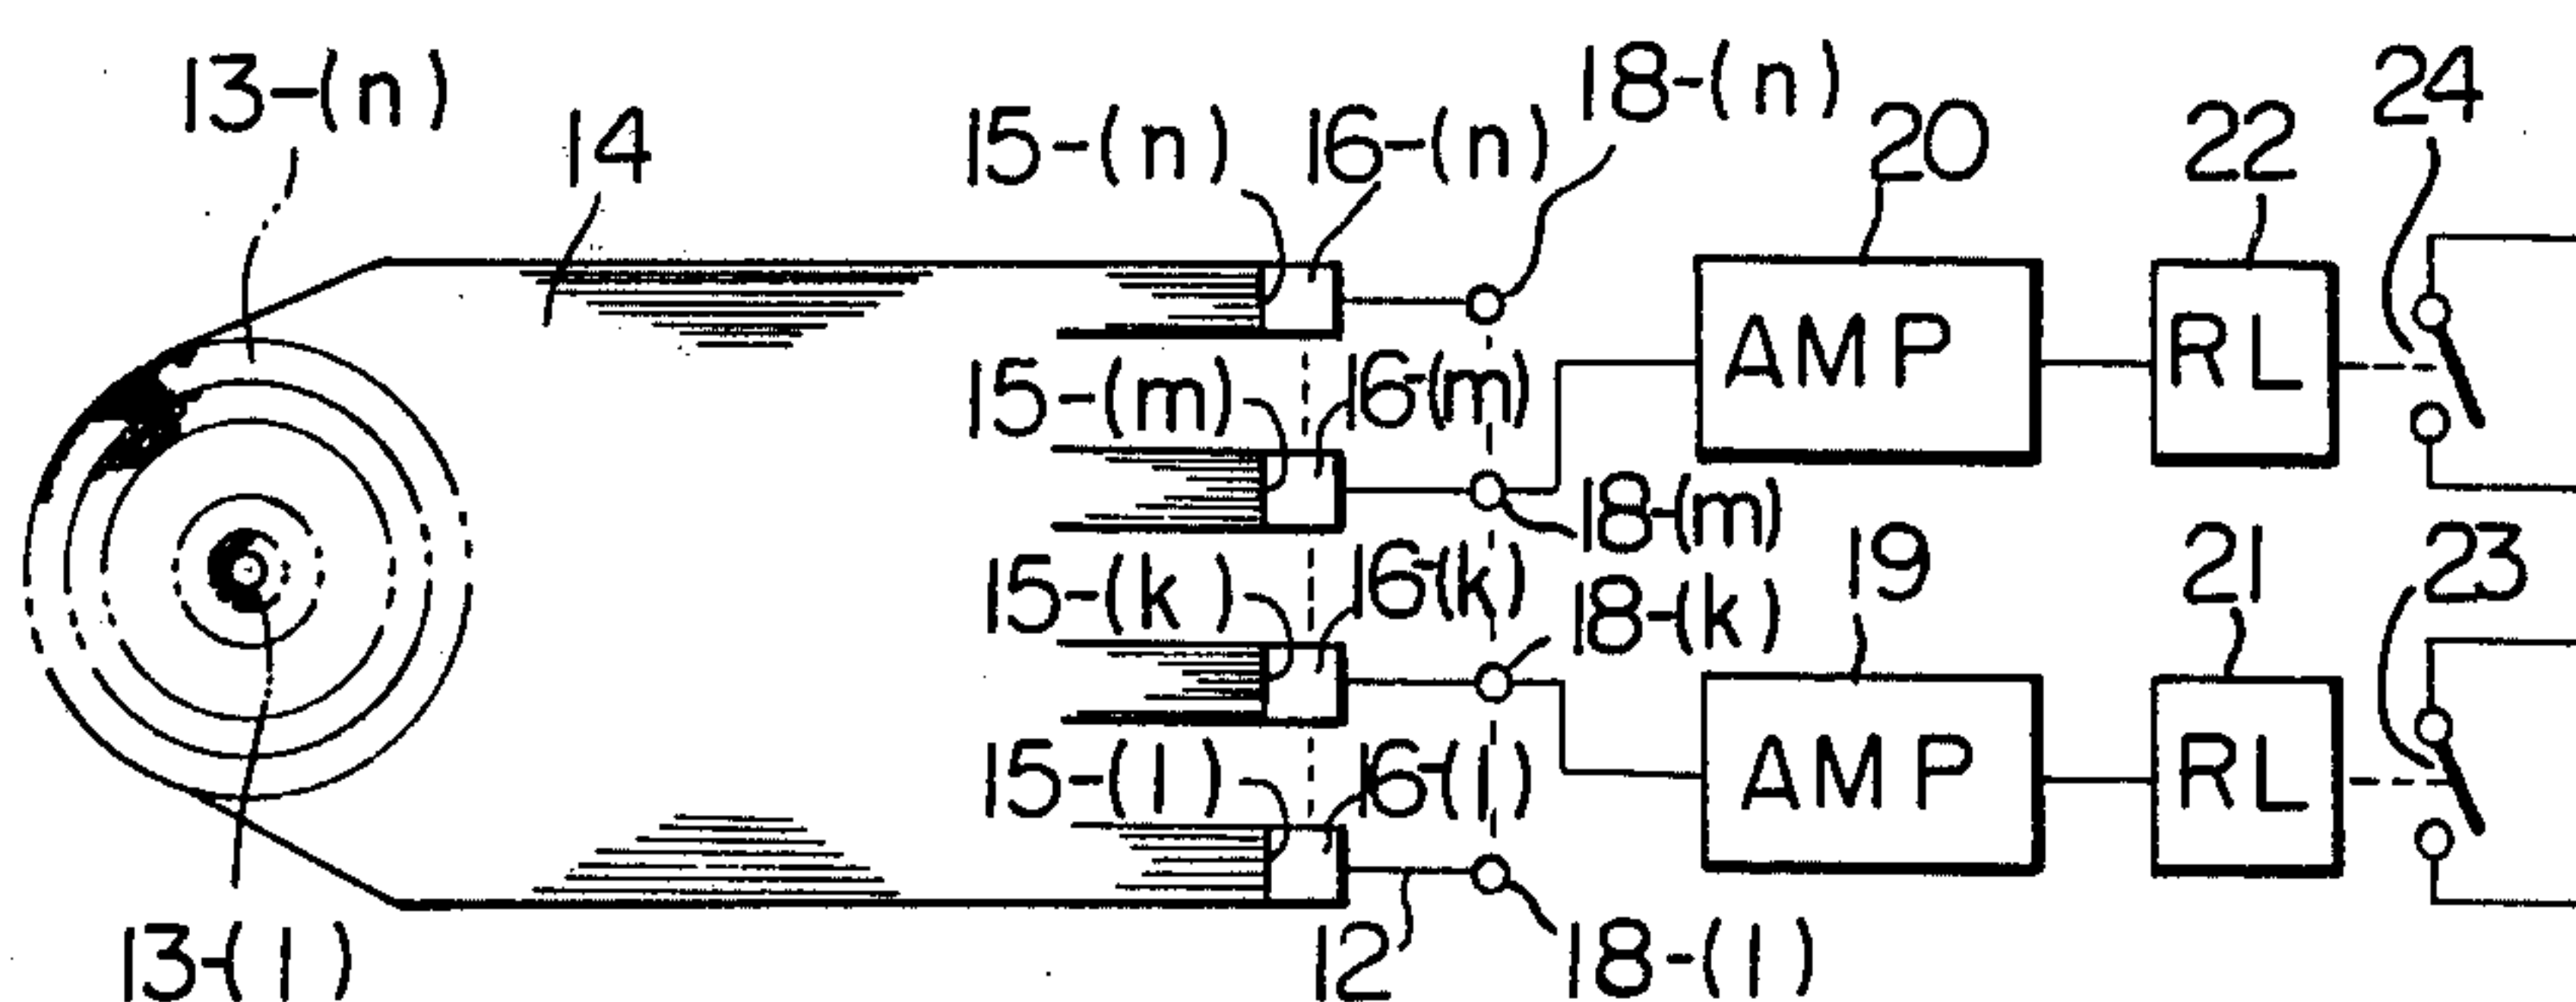 13-(n)
14
15-(n)
16-(n)
18-(n)
20
22
24
15-(m)
16-(m)
AMP
RL
18-(m)
15-(k)
16-(k)
18-(k)
19
21
23
15-(1)
16-(1)
AMP
RL
13-(1)
12
18-(1)